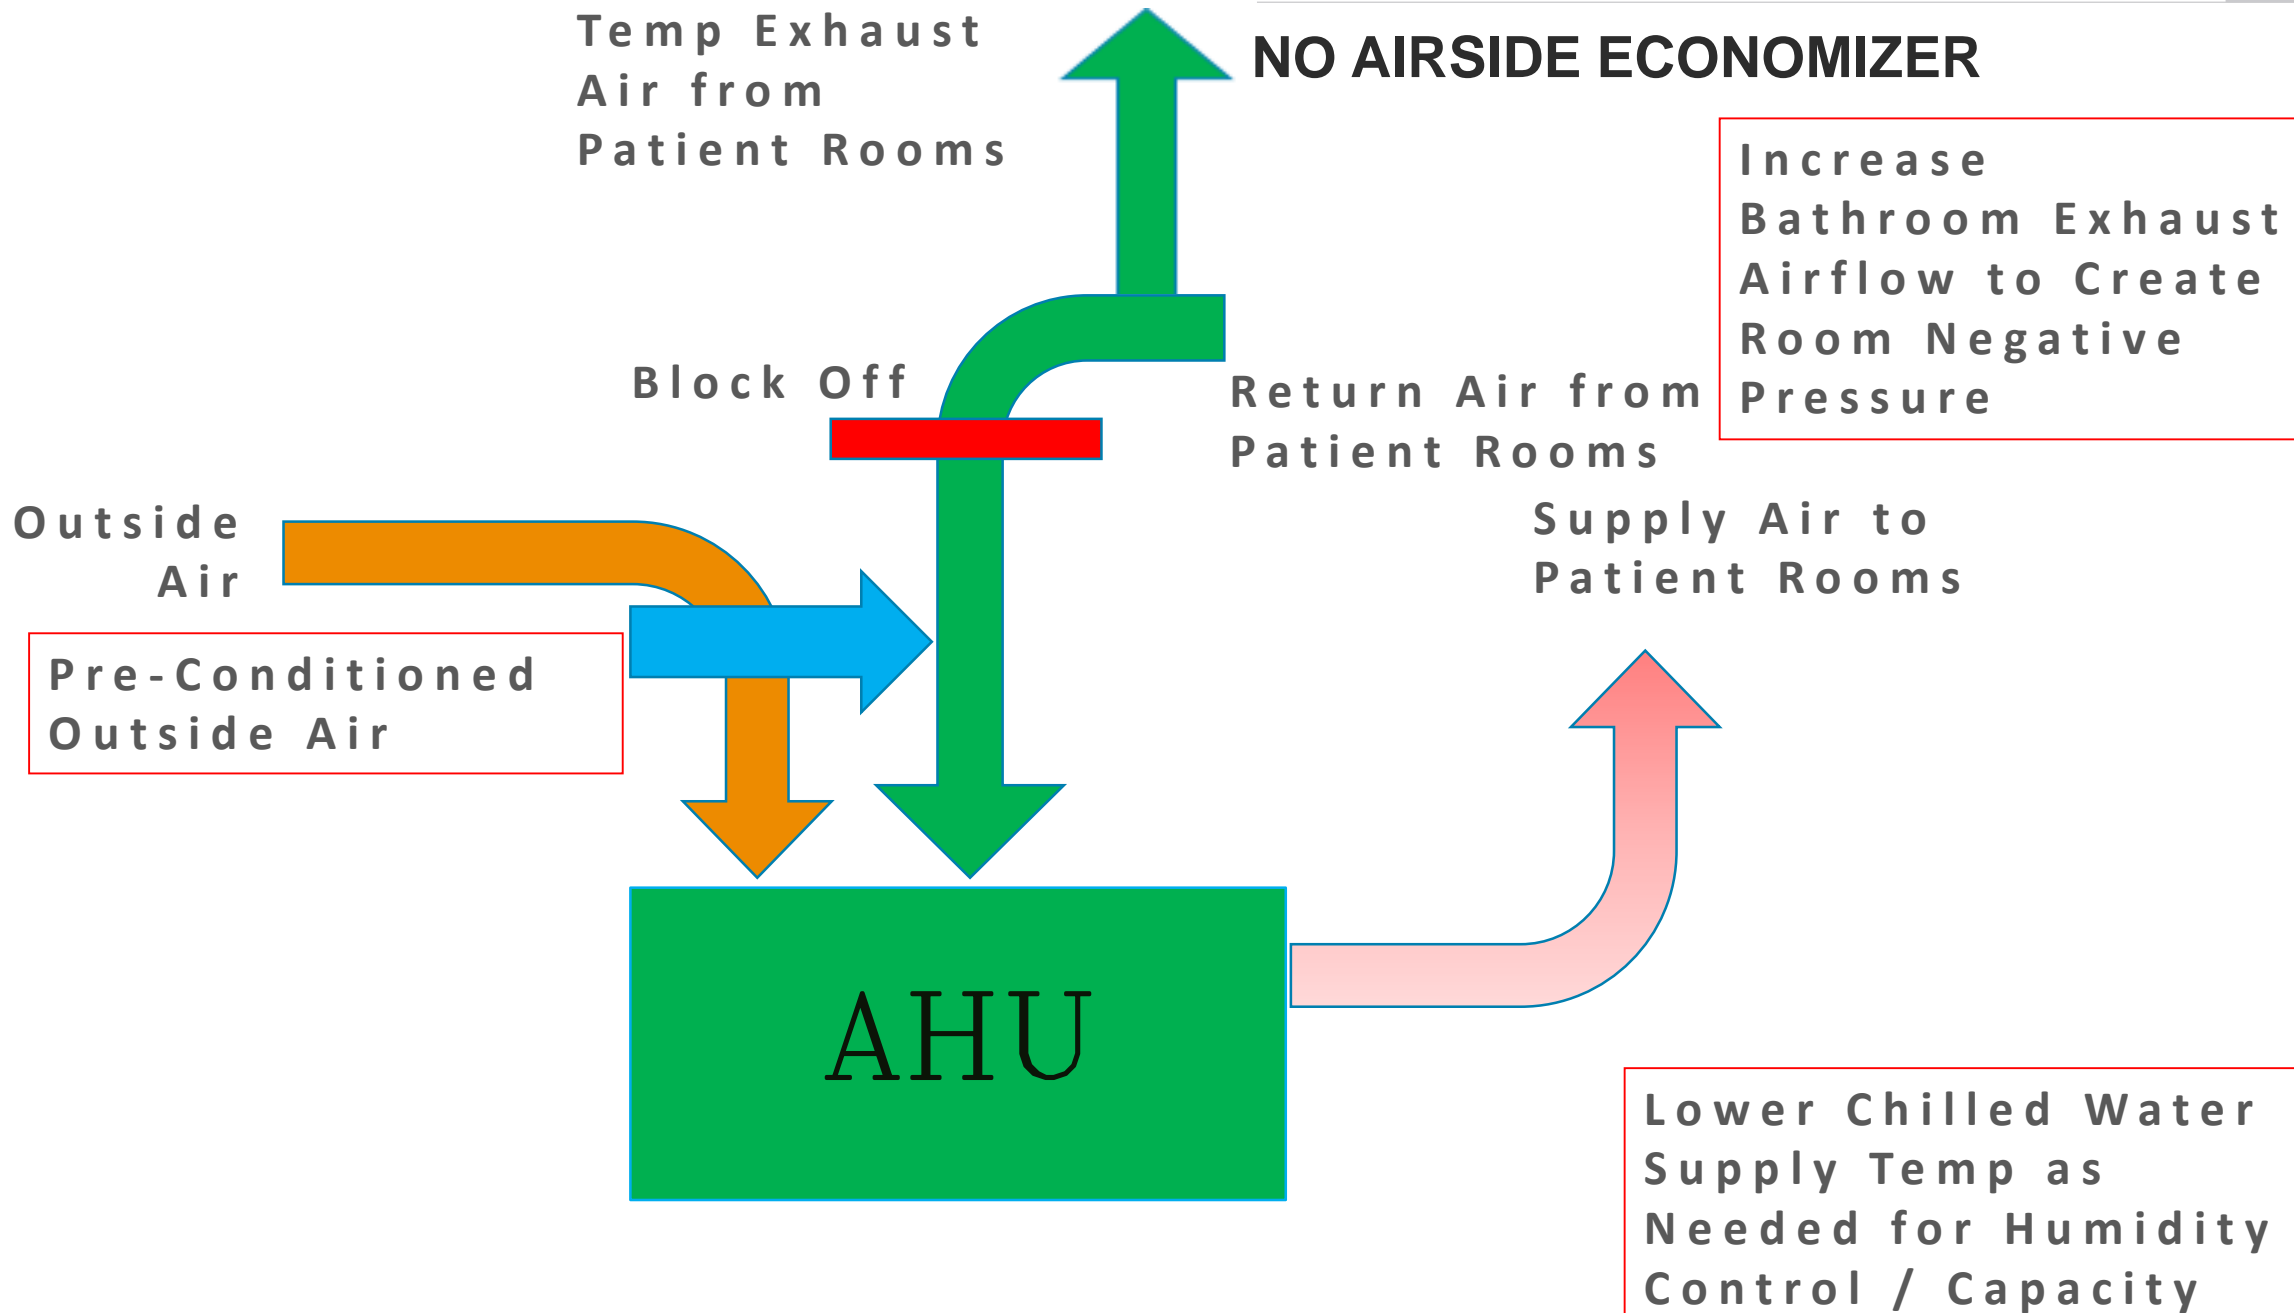 Temp Exhaust
Air from
Patient Rooms
NO AIRSIDE ECONOMIZER
Increase
Bathroom Exhaust
Airflow to Create
Room Negative
Pressure
Block Off
Return Air from
Patient Rooms
Outside
Air
Supply Air to
Patient Rooms
Pre-Conditioned
Outside Air
AHU
Lower Chilled Water
Supply Temp as
Needed for Humidity
Control / Capacity